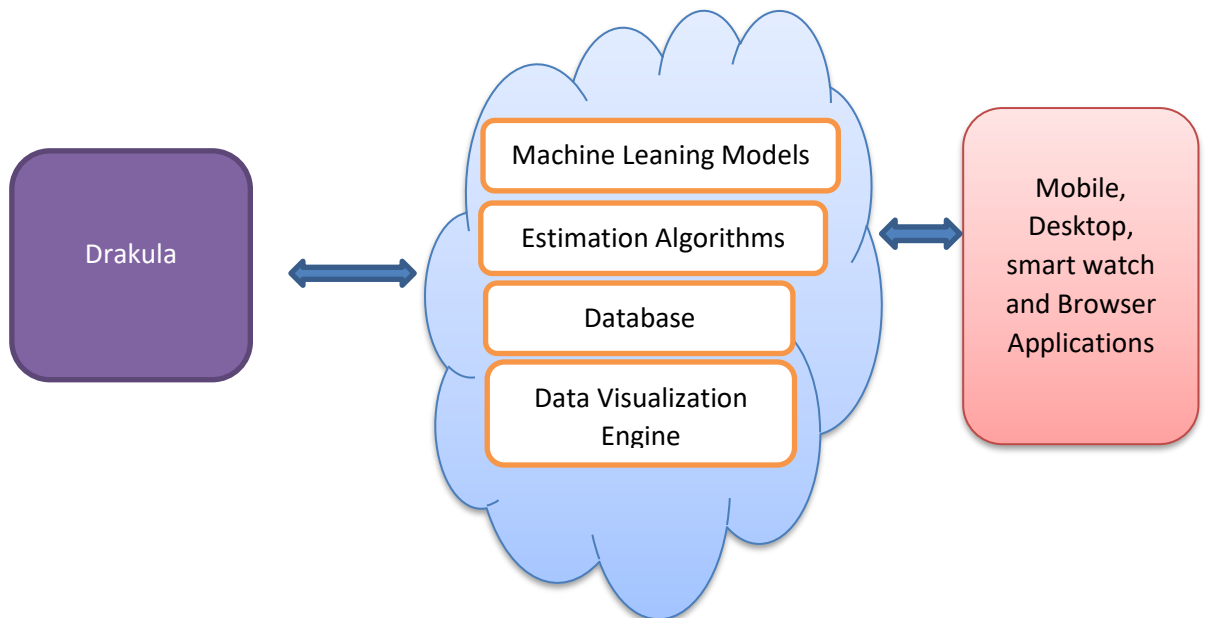 Drakula
Machine Leaning Models
Estimation Algorithms
Database
Data Visualization
Engine
Mobile,
Desktop,
smart watch
and Browser
Applications